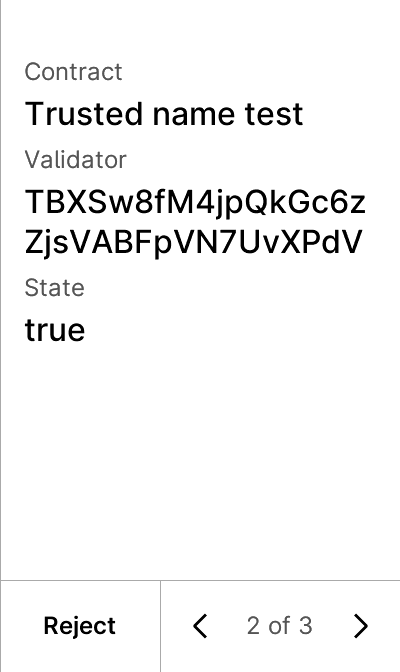 Contract
Trusted name test
Validator
TBXSw8fM4jpQkGc6z
ZjsVABFpVN7UvXPdV
State
true
Reject
2 of 3